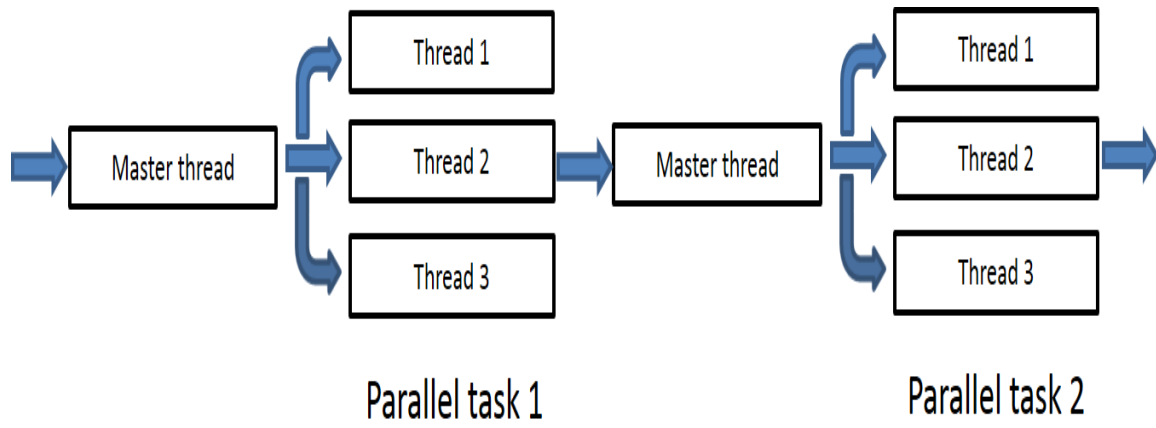 Master thread
Thread 1
Thread 2
Thread 3
Parallel task 1
Master thread
Thread 1
Thread 2
Thread 3
Parallel task 2